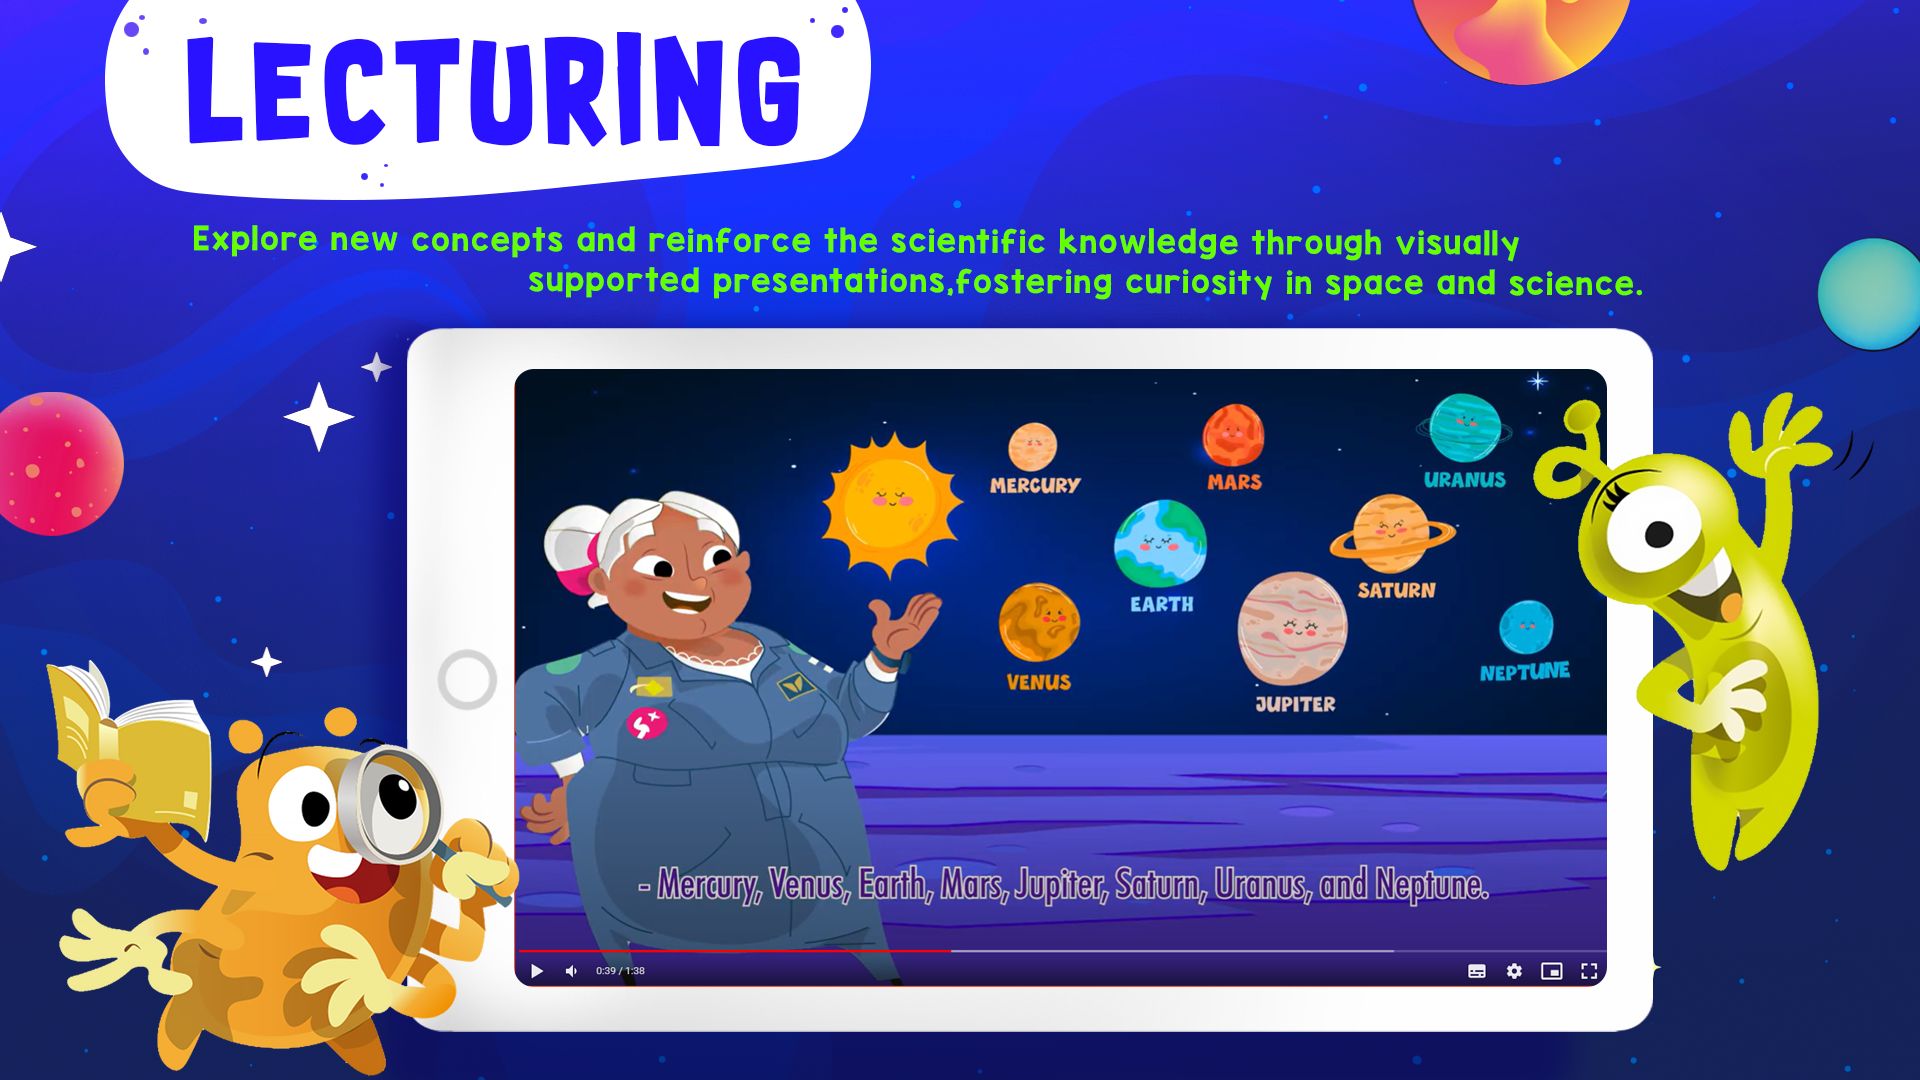 LECTURING
Explore new concepts and reinforce the scientific knowledge through visually
supported presentations,fostering curiosity in space and science.
MERCURY
MARS
URANUS
EARTH
SATURN
VENUS
JUPITER
NEPTUNE
- Mercury, Venus, Earth, Mars, Jupiter, Saturn, Uranus, and Neptune.
0:39 / 1:38